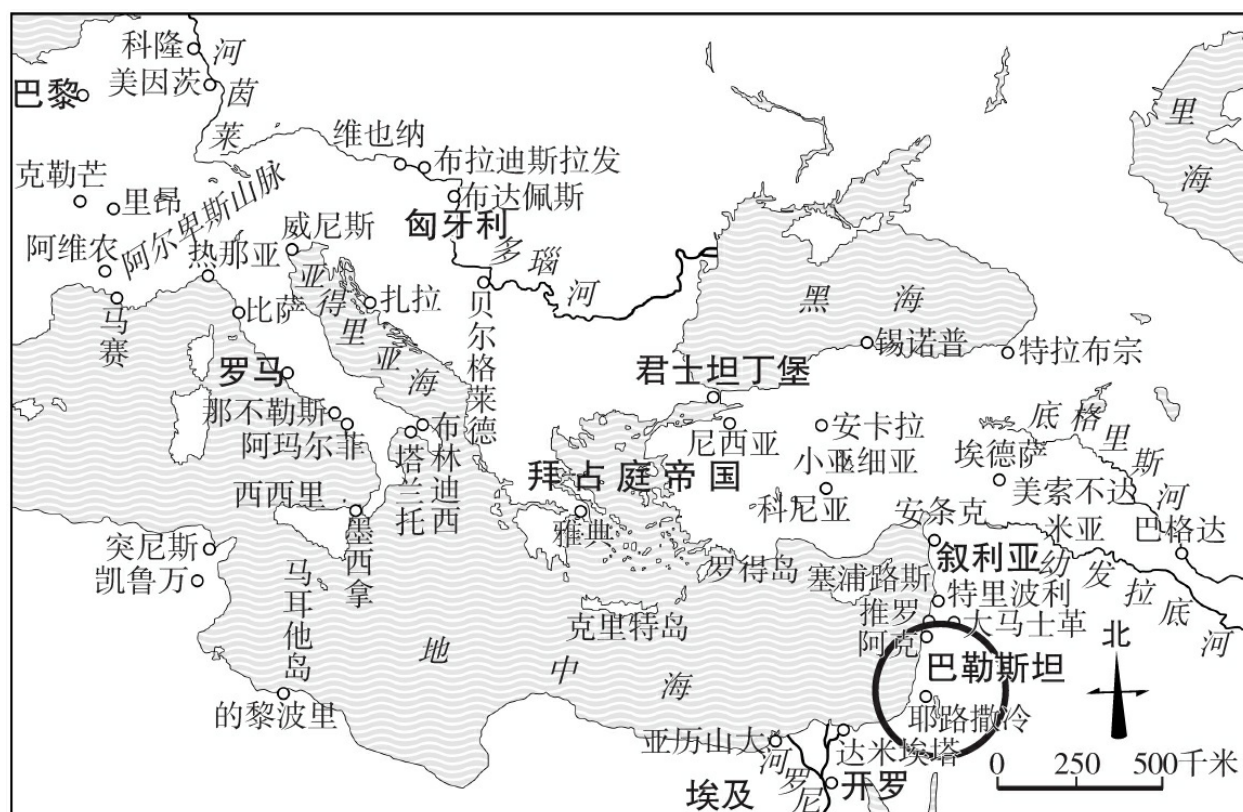 科隆
美因茨
河茵莱
巴黎
里海
维也纳
布拉迪斯拉发
布达佩斯
克勒芒
里昂
阿尔卑斯山脉
匈牙利
威尼斯
阿维农
热那亚
多瑙河
亚得里亚海
扎拉
马赛
比萨
贝尔格莱德
黑海
锡诺普
特拉布宗
罗马
君士坦丁堡
那不勒斯
阿玛尔非
布林迪西
塔兰托
尼西亚
安卡拉
小亚细亚
底格里斯河
埃德萨
拜占庭帝国
美索不达
米亚
西西里
墨西拿
雅典
科尼亚
安条克
巴格达
突尼斯
凯鲁万
马耳他岛
罗得岛
塞浦路斯
叙利亚
幼发拉底河
特里波利
克里特岛
推罗
大马士革
阿克
地中海
巴勒斯坦
北
的黎波里
耶路撒冷
亚历山大
达米埃塔
河罗尼
埃及
开罗
0 250 500千米